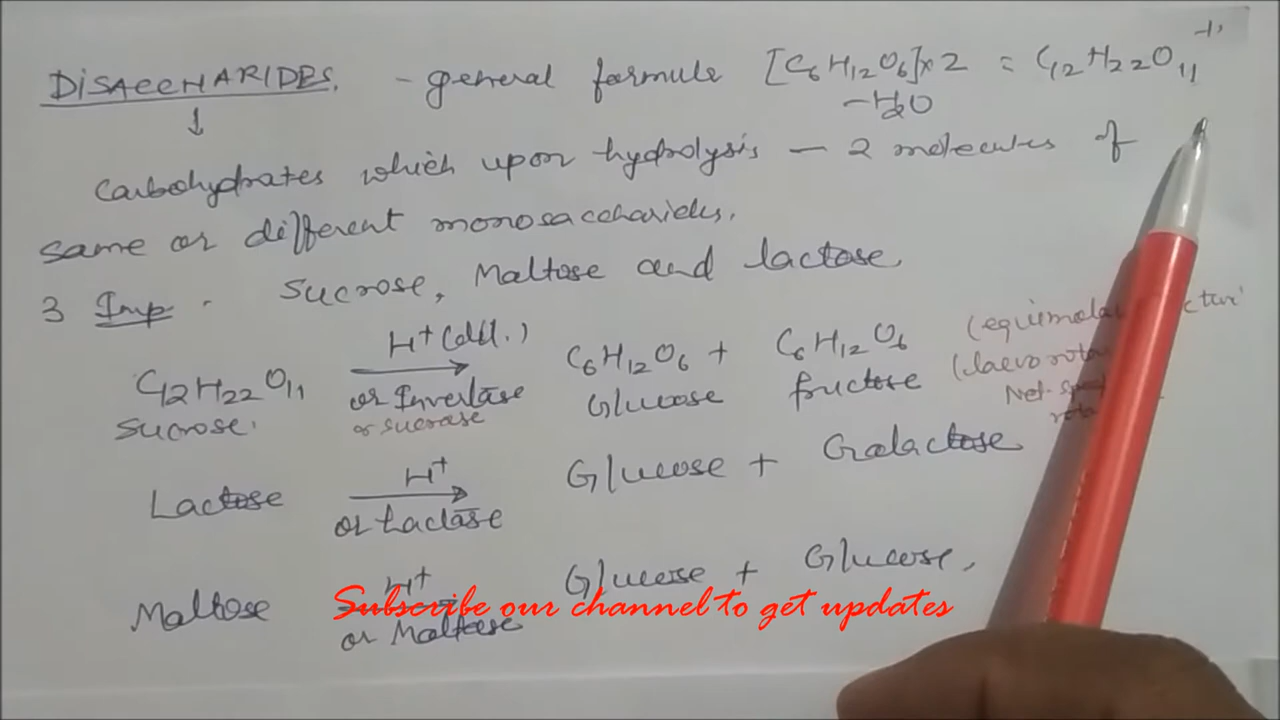 DISACCHARIDES. - general formula [C6H12O6]x2 = C12H22O11
-H2O
↓
Carbohydrates which upon hydrolysis - 2 molecules of
same or different monosaccharides.
3 Imp. Sucrose, Maltose and lactose
C12H22O11 H+ (dil.) → C6H12O6 + C6H12O6
Sucrose. or Invertase Glucose fructose
or sucrase
Net
Lactose H+ → Glucose + Galactose
or Lactase
Maltose H+ Glucose + Glucose.
or Maltase
Subscribe our channel to get updates